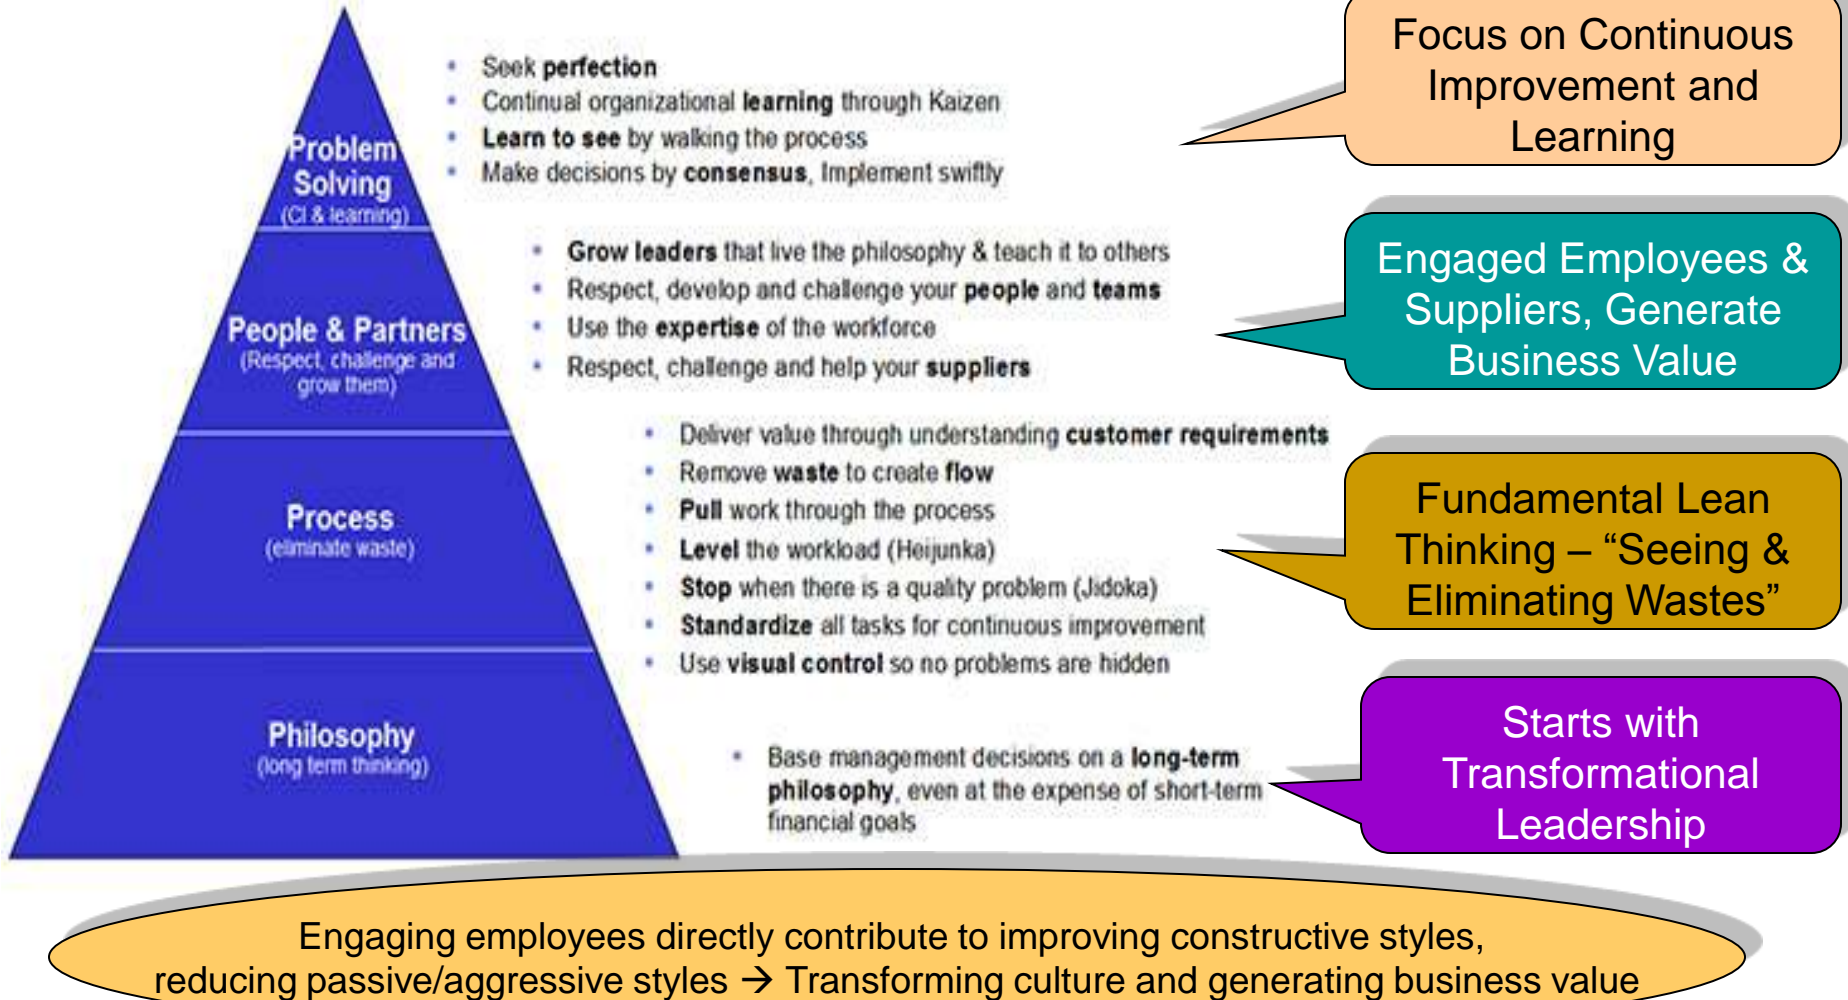 Problem
Solving
(CI & learning)
• Seek perfection
• Continual organizational learning through Kaizen
• Learn to see by walking the process
• Make decisions by consensus, Implement swiftly
Focus on Continuous
Improvement and
Learning
People & Partners
(Respect, challenge and
grow them)
• Grow leaders that live the philosophy & teach it to others
• Respect, develop and challenge your people and teams
• Use the expertise of the workforce
• Respect, challenge and help your suppliers
Engaged Employees &
Suppliers, Generate
Business Value
Process
(eliminate waste)
• Deliver value through understanding customer requirements
• Remove waste to create flow
• Pull work through the process
• Level the workload (Heijunka)
• Stop when there is a quality problem (Jidoka)
• Standardize all tasks for continuous improvement
• Use visual control so no problems are hidden
Fundamental Lean
Thinking – “Seeing &
Eliminating Wastes”
Philosophy
(long term thinking)
• Base management decisions on a long-term
philosophy, even at the expense of short-term
financial goals
Starts with
Transformational
Leadership
Engaging employees directly contribute to improving constructive styles,
reducing passive/aggressive styles → Transforming culture and generating business value